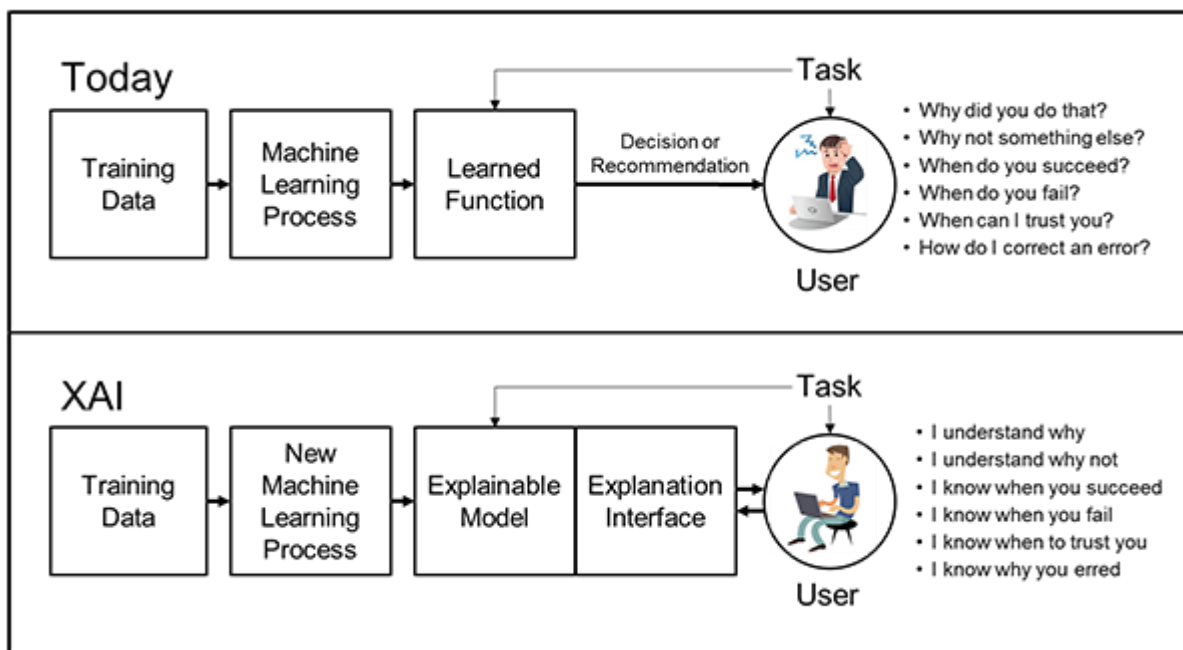 Today
Task
Training
Data
Machine
Learning
Process
Learned
Function
Decision or
Recommendation
User
• Why did you do that?
• Why not something else?
• When do you succeed?
• When do you fail?
• When can I trust you?
• How do I correct an error?
XAI
Task
Training
Data
New
Machine
Learning
Process
Explainable
Model
Explanation
Interface
User
• I understand why
• I understand why not
• I know when you succeed
• I know when you fail
• I know when to trust you
• I know why you erred